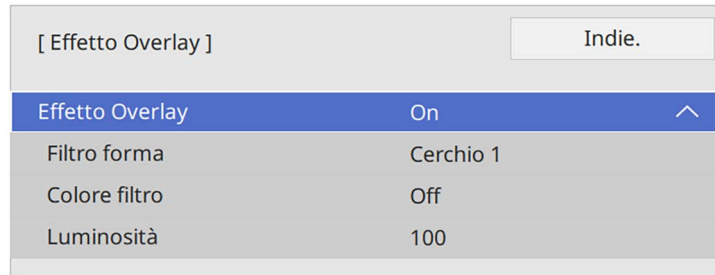 [ Effetto Overlay ]
Indie.
Effetto Overlay On
Filtro forma Cerchio 1
Colore filtro Off
Luminosità 100